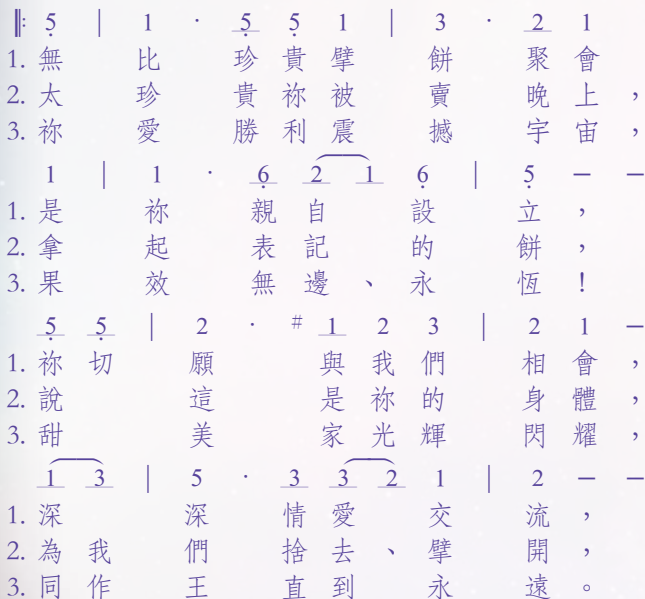 ‖: 5̣ | 1 · 5̣ 5̣ 1 | 3 · 2 1
1. 無 比 珍 貴 擘 餅 聚 會
2. 太 珍 貴 祢 被 賣 晚 上 ，
3. 祢 愛 勝 利 震 撼 宇 宙 ，
1 | 1 · 6̣ 2 1 6̣ | 5̣ – –
1. 是 祢 親 自 設 立 ，
2. 拿 起 表 記 的 餅 ，
3. 果 效 無 邊 、 永 恆 ！
5̣ 5̣ | 2 · #1 2 3 | 2 1 –
1. 祢 切 願 與 我 們 相 會 ，
2. 說 這 是 祢 的 身 體 ，
3. 甜 美 家 光 輝 閃 耀 ，
1 3 | 5 · 3 3 2 1 | 2 – –
1. 深 深 情 愛 交 流 ，
2. 為 我 們 捨 去 、 擘 開 ，
3. 同 作 王 直 到 永 遠 。